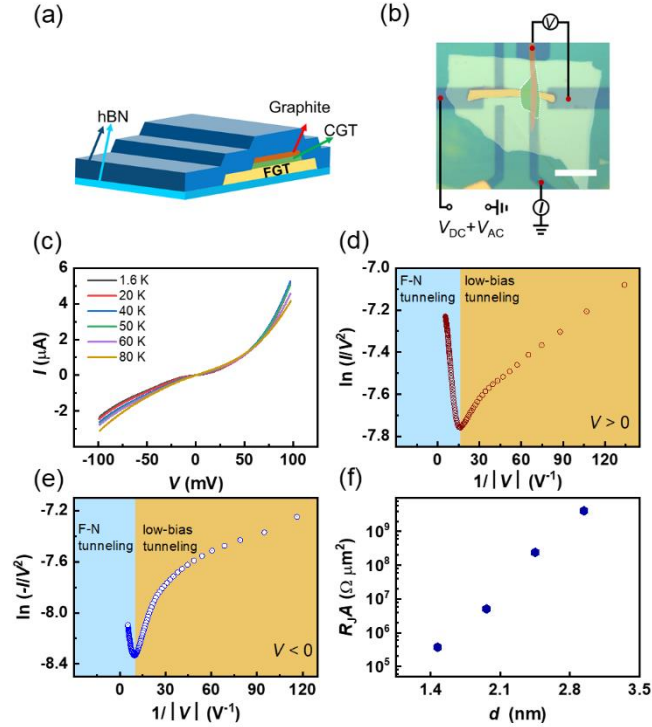 (a)
hBN
Graphite
CGT
FGT
(b)
V
I
V_DC+V_AC
(c)
6
4
2
0
-2
1.6 K
20 K
40 K
50 K
60 K
80 K
I (μA)
-100 -50 0 50 100
V (mV)
(d)
-7.0
-7.2
-7.4
-7.6
-7.8
F-N tunneling
low-bias tunneling
V > 0
ln (I/V²)
0 30 60 90 120
1/|V| (V⁻¹)
(e)
-7.2
-7.6
-8.0
-8.4
F-N tunneling
low-bias tunneling
V < 0
ln (-I/V²)
0 30 60 90 120
1/|V| (V⁻¹)
(f)
10⁹
10⁸
10⁷
10⁶
10⁵
R_JA (Ω μm²)
1.4 2.1 2.8 3.5
d (nm)